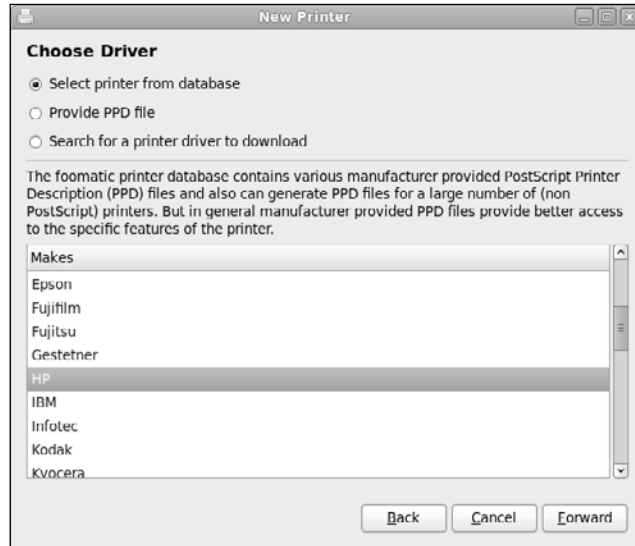 New Printer
Choose Driver
Select printer from database
Provide PPD file
Search for a printer driver to download
The foomatic printer database contains various manufacturer provided PostScript Printer
Description (PPD) files and also can generate PPD files for a large number of (non
PostScript) printers. But in general manufacturer provided PPD files provide better access
to the specific features of the printer.
Makes
Epson
Fujifilm
Fujitsu
Gestetner
HP
IBM
Infotec
Kodak
Kyocera
Back Cancel Forward